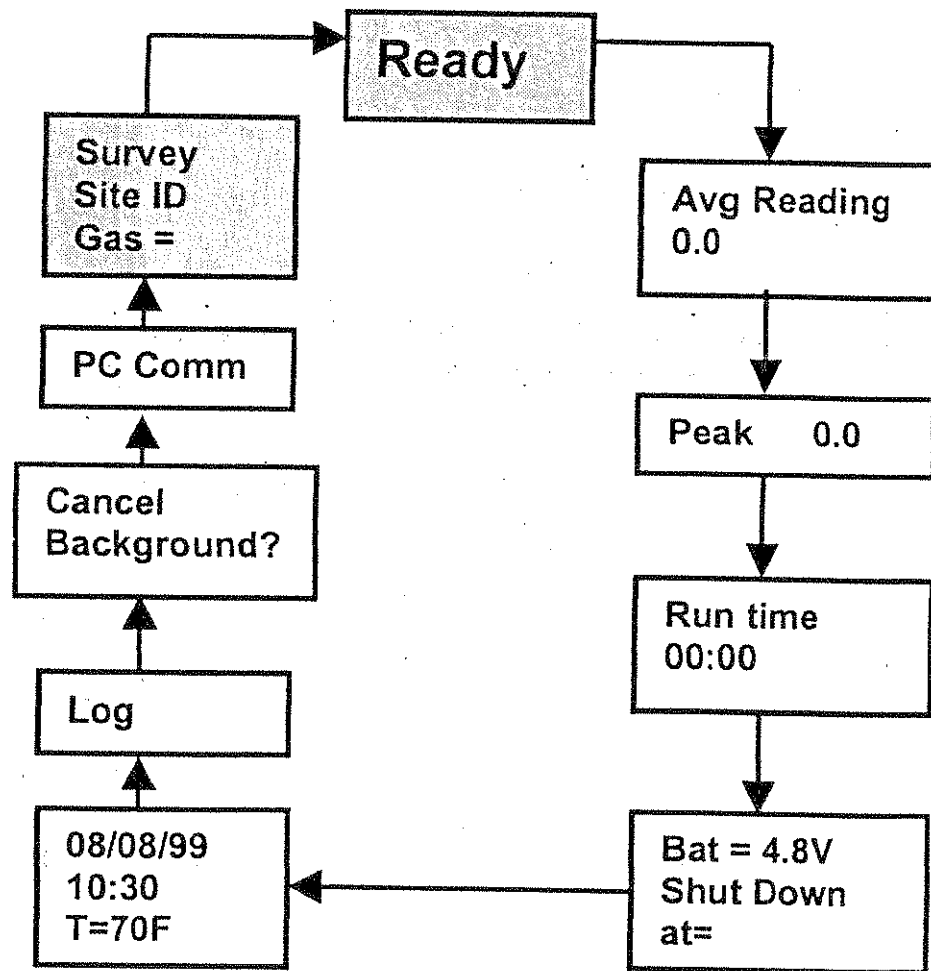 Ready
Survey
Site ID
Gas =
Avg Reading
0.0
PC Comm
Peak 0.0
Cancel
Background?
Run time
00:00
Log
08/08/99
10:30
T=70F
Bat = 4.8V
Shut Down
at=